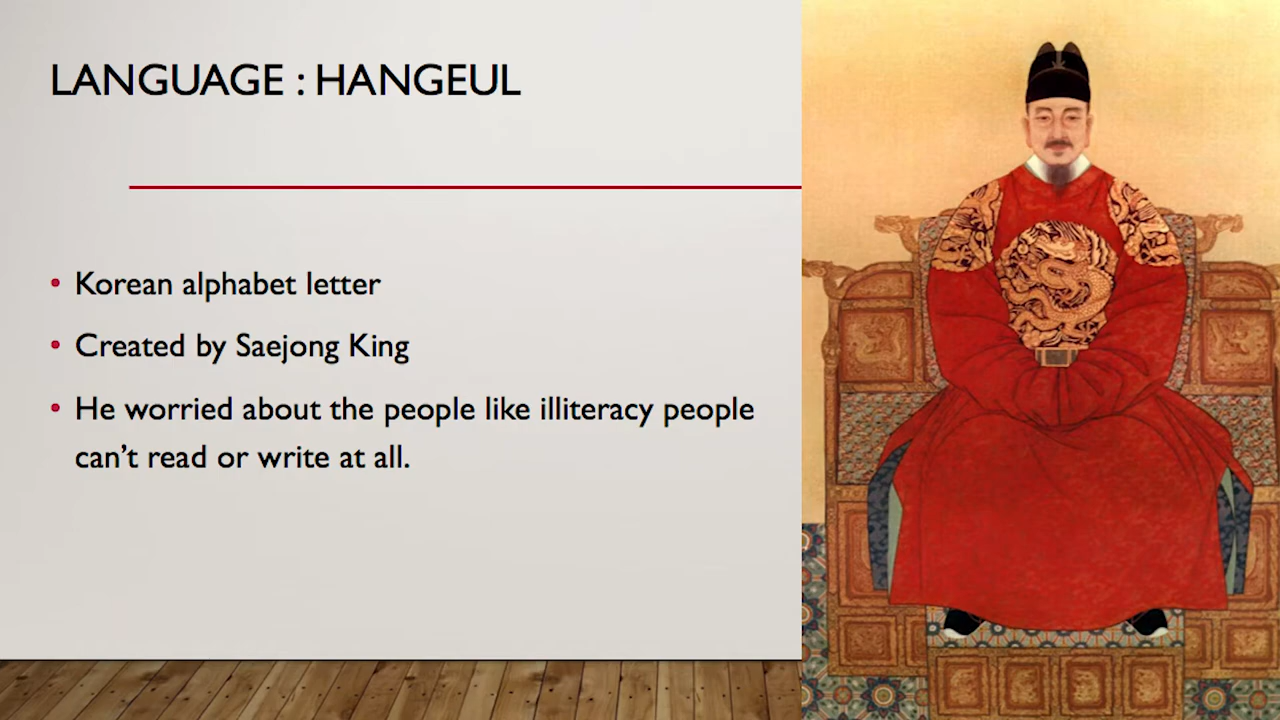 LANGUAGE : HANGEUL
• Korean alphabet letter
• Created by Saejong King
• He worried about the people like illiteracy people
can’t read or write at all.